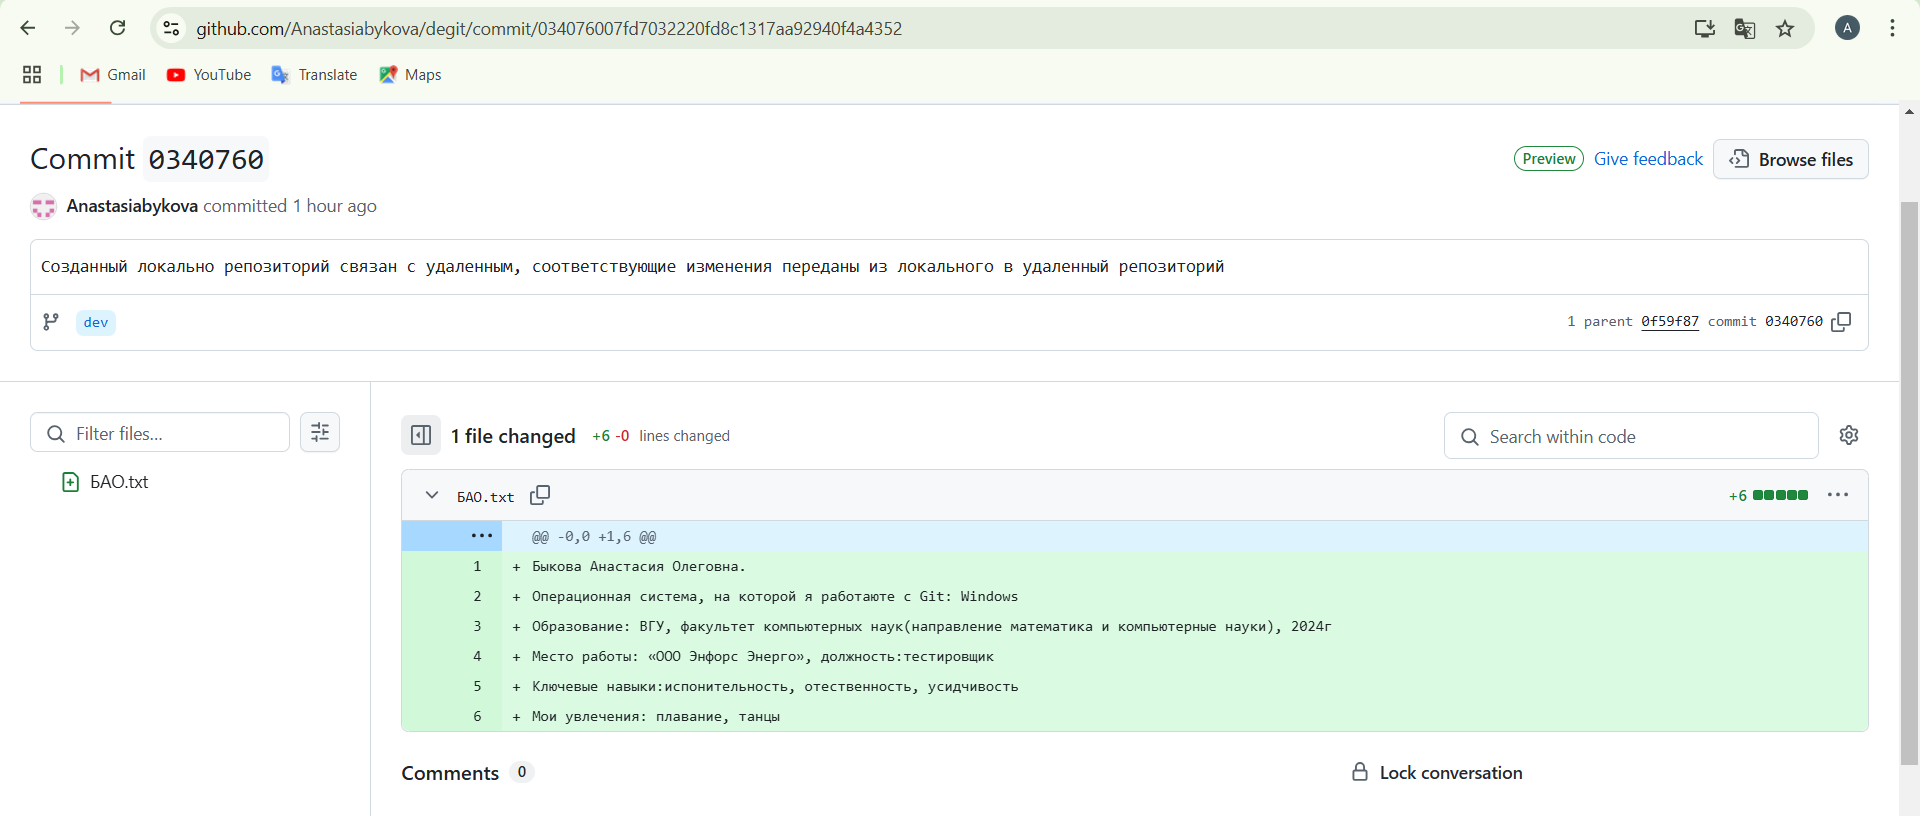 github.com/Anastasiabykova/degit/commit/034076007fd7032220fd8c1317aa92940f4a4352
A
Gmail YouTube Translate Maps
Commit 0340760
Preview Give feedback Browse files
Anastasiabykova committed 1 hour ago
Созданный локально репозиторий связан с удаленным, соответствующие изменения переданы из локального в удаленный репозиторий
dev 1 parent 0f59f87 commit 0340760
Filter files...
1 file changed +6 -0 lines changed
Search within code
БАО.txt
БАО.txt +6
@@ -0,0 +1,6 @@
1 + Быкова Анастасия Олеговна.
2 + Операционная система, на которой я работаюте с Git: Windows
3 + Образование: ВГУ, факультет компьютерных наук(направление математика и компьютерные науки), 2024г
4 + Место работы: «ООО Энфорс Энерго», должность:тестировщик
5 + Ключевые навыки:испонительность, отественность, усидчивость
6 + Мои увлечения: плавание, танцы
Comments 0
Lock conversation